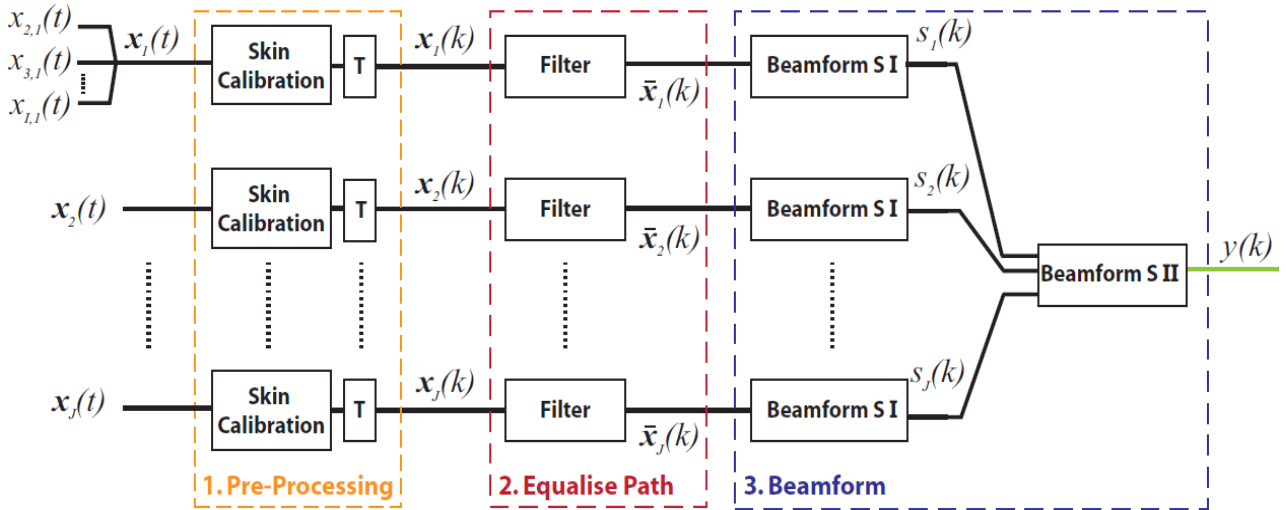 x2,1(t)
x3,1(t)
xI,1(t)
x1(t)
Skin
Calibration
T
x1(k)
Filter
x̄1(k)
Beamform S I
s1(k)
x2(t)
Skin
Calibration
T
x2(k)
Filter
x̄2(k)
Beamform S I
s2(k)
Beamform S II
y(k)
xJ(t)
Skin
Calibration
T
xJ(k)
Filter
x̄J(k)
Beamform S I
sJ(k)
1. Pre-Processing
2. Equalise Path
3. Beamform